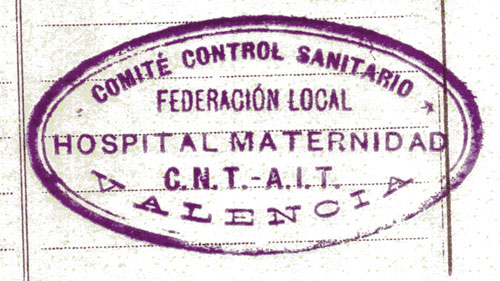 COMITÉ CONTROL SANITARIO
FEDERACIÓN LOCAL
HOSPITAL MATERNIDAD
C.N.T.-A.I.T.
VALENCIA